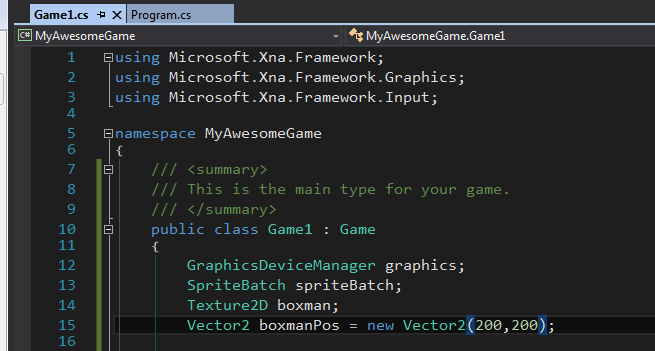 Game1.cs Program.cs
C# MyAwesomeGame MyAwesomeGame.Game1
1 using Microsoft.Xna.Framework;
2 using Microsoft.Xna.Framework.Graphics;
3 using Microsoft.Xna.Framework.Input;
4
5 namespace MyAwesomeGame
6 {
7 /// <summary>
8 /// This is the main type for your game.
9 /// </summary>
10 public class Game1 : Game
11 {
12 GraphicsDeviceManager graphics;
13 SpriteBatch spriteBatch;
14 Texture2D boxman;
15 Vector2 boxmanPos = new Vector2(200,200);
16